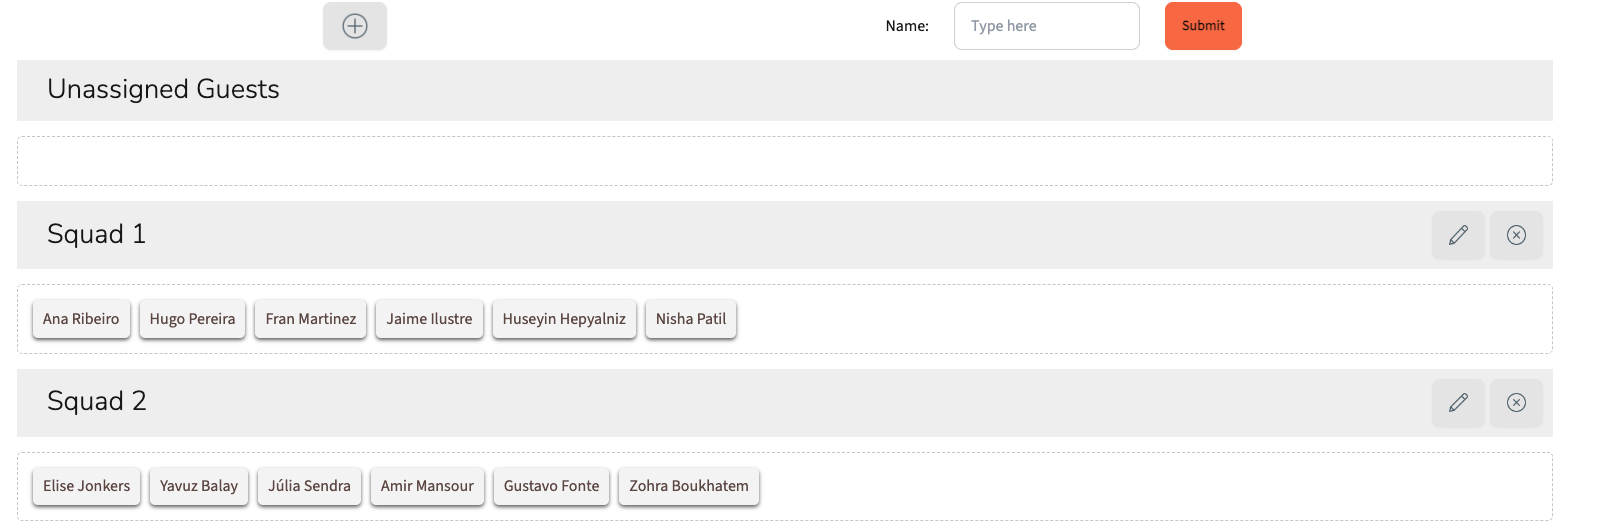 Name: Type here Submit
Unassigned Guests
Squad 1
Ana Ribeiro Hugo Pereira Fran Martinez Jaime Ilustre Huseyin Hepyalniz Nisha Patil
Squad 2
Elise Jonkers Yavuz Balay Júlia Sendra Amir Mansour Gustavo Fonte Zohra Boukhatem